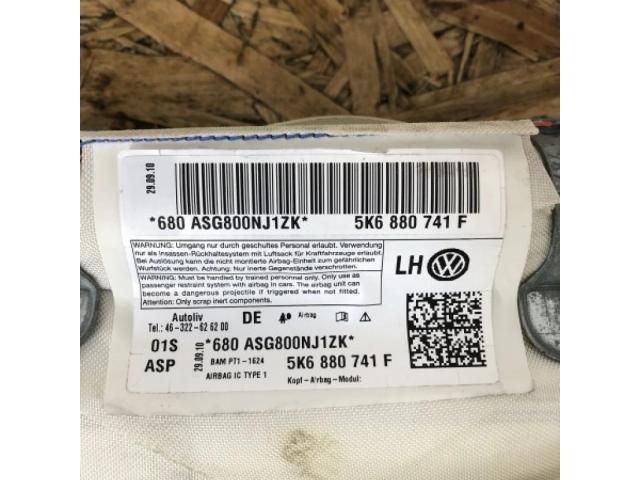 29.09.10
*680 ASG800NJ1ZK* 5K6 880 741 F
WARNUNG: Umgang nur durch geschultes Personal erlaubt. Verwendung
nur als Insassen-Rückhaltesystem mit Luftsack für Kraftfahrzeuge erlaubt.
Bei Auslösung kann die nicht montierte Airbag-Einheit zum gefährlichen
Wurfstück werden. Achtung: Nur inerte Gegenstände verschrotten.
WARNING: Must be handled by trained personnel only. Only use as
passenger restraint system with airbag in cars. The airbag unit can
become a dangerous projectile if triggered when not fitted.
Attention: Only scrap inert components.
LH
Autoliv DE Airbag
Tel.: 46-322-62 62 00
01S *680 ASG800NJ1ZK*
ASP 29.09.10 BAM PT1-1624 5K6 880 741 F
AIRBAG IC TYPE 1 Kopf-Airbag-Modul: